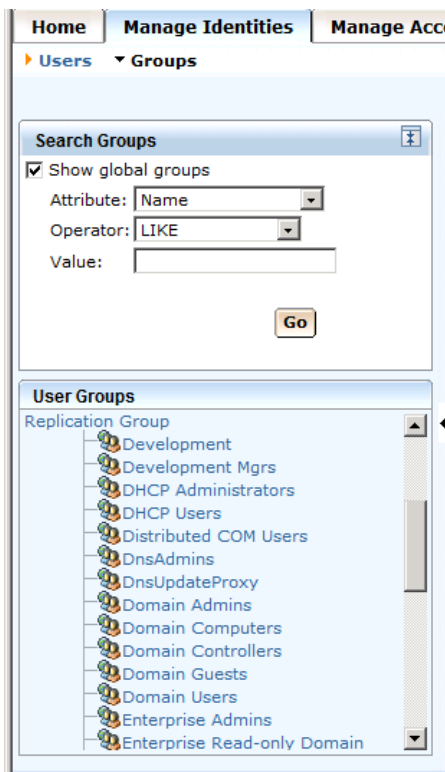 Home Manage Identities Manage Acc
Users Groups
Search Groups
Show global groups
Attribute: Name
Operator: LIKE
Value:
Go
User Groups
Replication Group
Development
Development Mgrs
DHCP Administrators
DHCP Users
Distributed COM Users
DnsAdmins
DnsUpdateProxy
Domain Admins
Domain Computers
Domain Controllers
Domain Guests
Domain Users
Enterprise Admins
Enterprise Read-only Domain